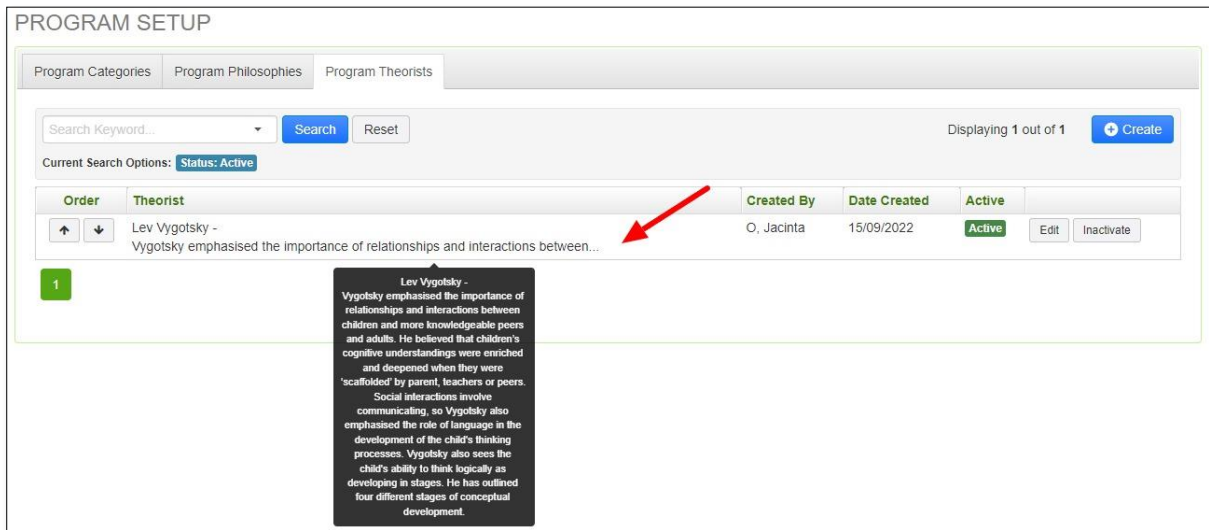 PROGRAM SETUP
Program Categories Program Philosophies Program Theorists
Search Keyword... Search Reset Displaying 1 out of 1 Create
Current Search Options: Status: Active
Order Theorist Created By Date Created Active
Lev Vygotsky - O, Jacinta 15/09/2022 Active Edit Inactivate
Vygotsky emphasised the importance of relationships and interactions between...
1
Lev Vygotsky -
Vygotsky emphasised the importance of
relationships and interactions between
children and more knowledgeable peers
and adults. He believed that children's
cognitive understandings were enriched
and deepened when they were
'scaffolded' by parent, teachers or peers.
Social interactions involve
communicating, so Vygotsky also
emphasised the role of language in the
development of the child's thinking
processes. Vygotsky also sees the
child's ability to think logically as
developing in stages. He has outlined
four different stages of conceptual
development.